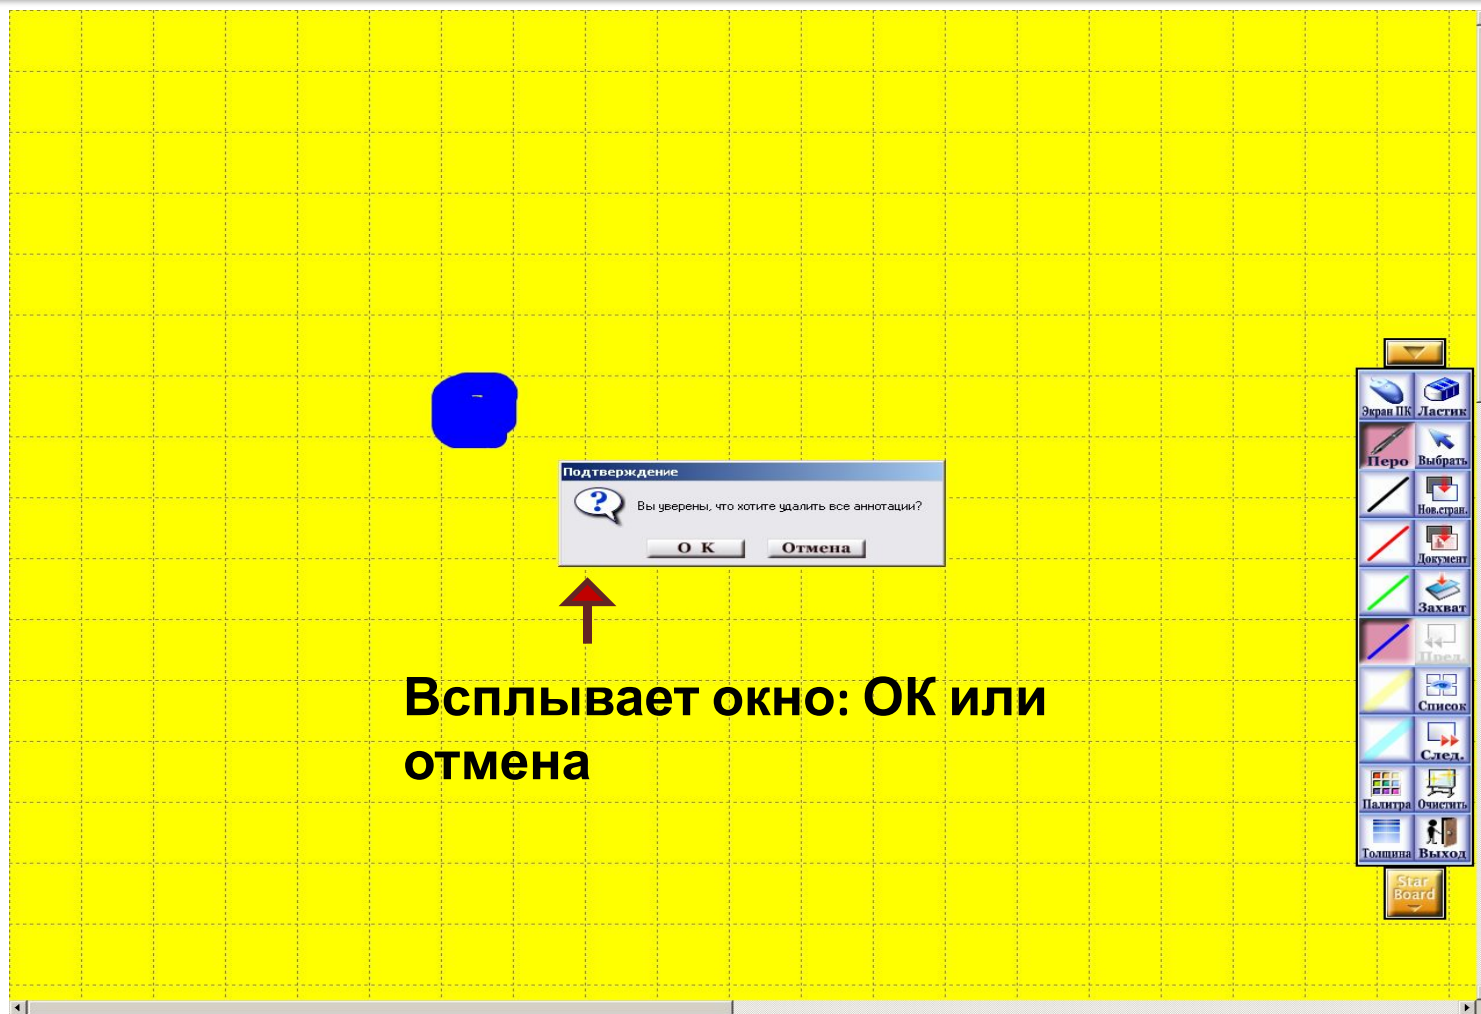 Экран ПК Ластик
Перо Выбрать
Подтверждение
Вы уверены, что хотите удалить все аннотации?
Нов.стран.
О К Отмена
Документ
Захват
Пред.
Всплывает окно: ОК или
отмена
Список
След.
Палитра Очистить
Толщина Выход
Star
Board